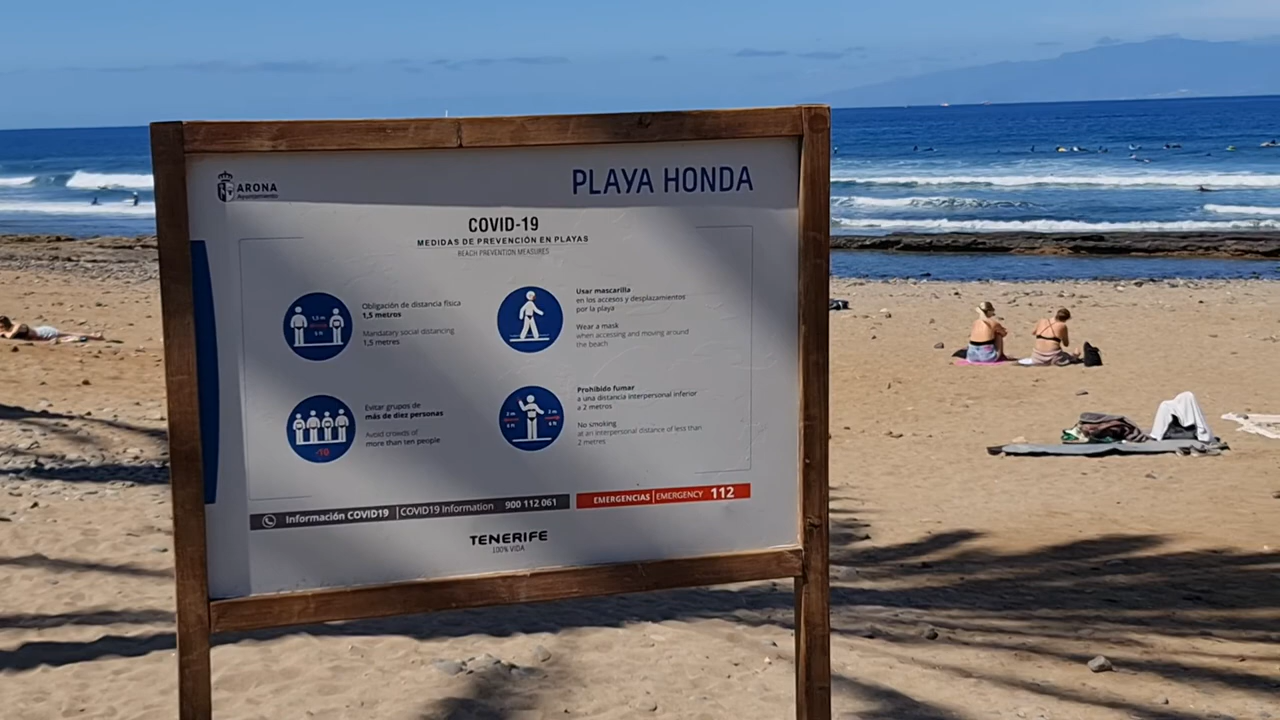 ARONA
Ayuntamiento
PLAYA HONDA
COVID-19
MEDIDAS DE PREVENCIÓN EN PLAYAS
BEACH PREVENTION MEASURES
Obligación de distancia física
1,5 metros
Mandatory social distancing
1,5 metres
Usar mascarilla
en los accesos y desplazamientos
por la playa
Wear a mask
when accessing and moving around
the beach
Evitar grupos de
más de diez personas
Avoid crowds of
more than ten people
-10
Prohibido fumar
a una distancia interpersonal inferior
a 2 metros
No smoking
at an interpersonal distance of less than
2 metres
Información COVID19 | COVID19 Information 900 112 061
EMERGENCIAS | EMERGENCY 112
TENERIFE
100% VIDA